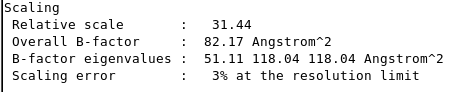 Scaling
Relative scale : 31.44
Overall B-factor : 82.17 Angstrom^2
B-factor eigenvalues : 51.11 118.04 118.04 Angstrom^2
Scaling error : 3% at the resolution limit